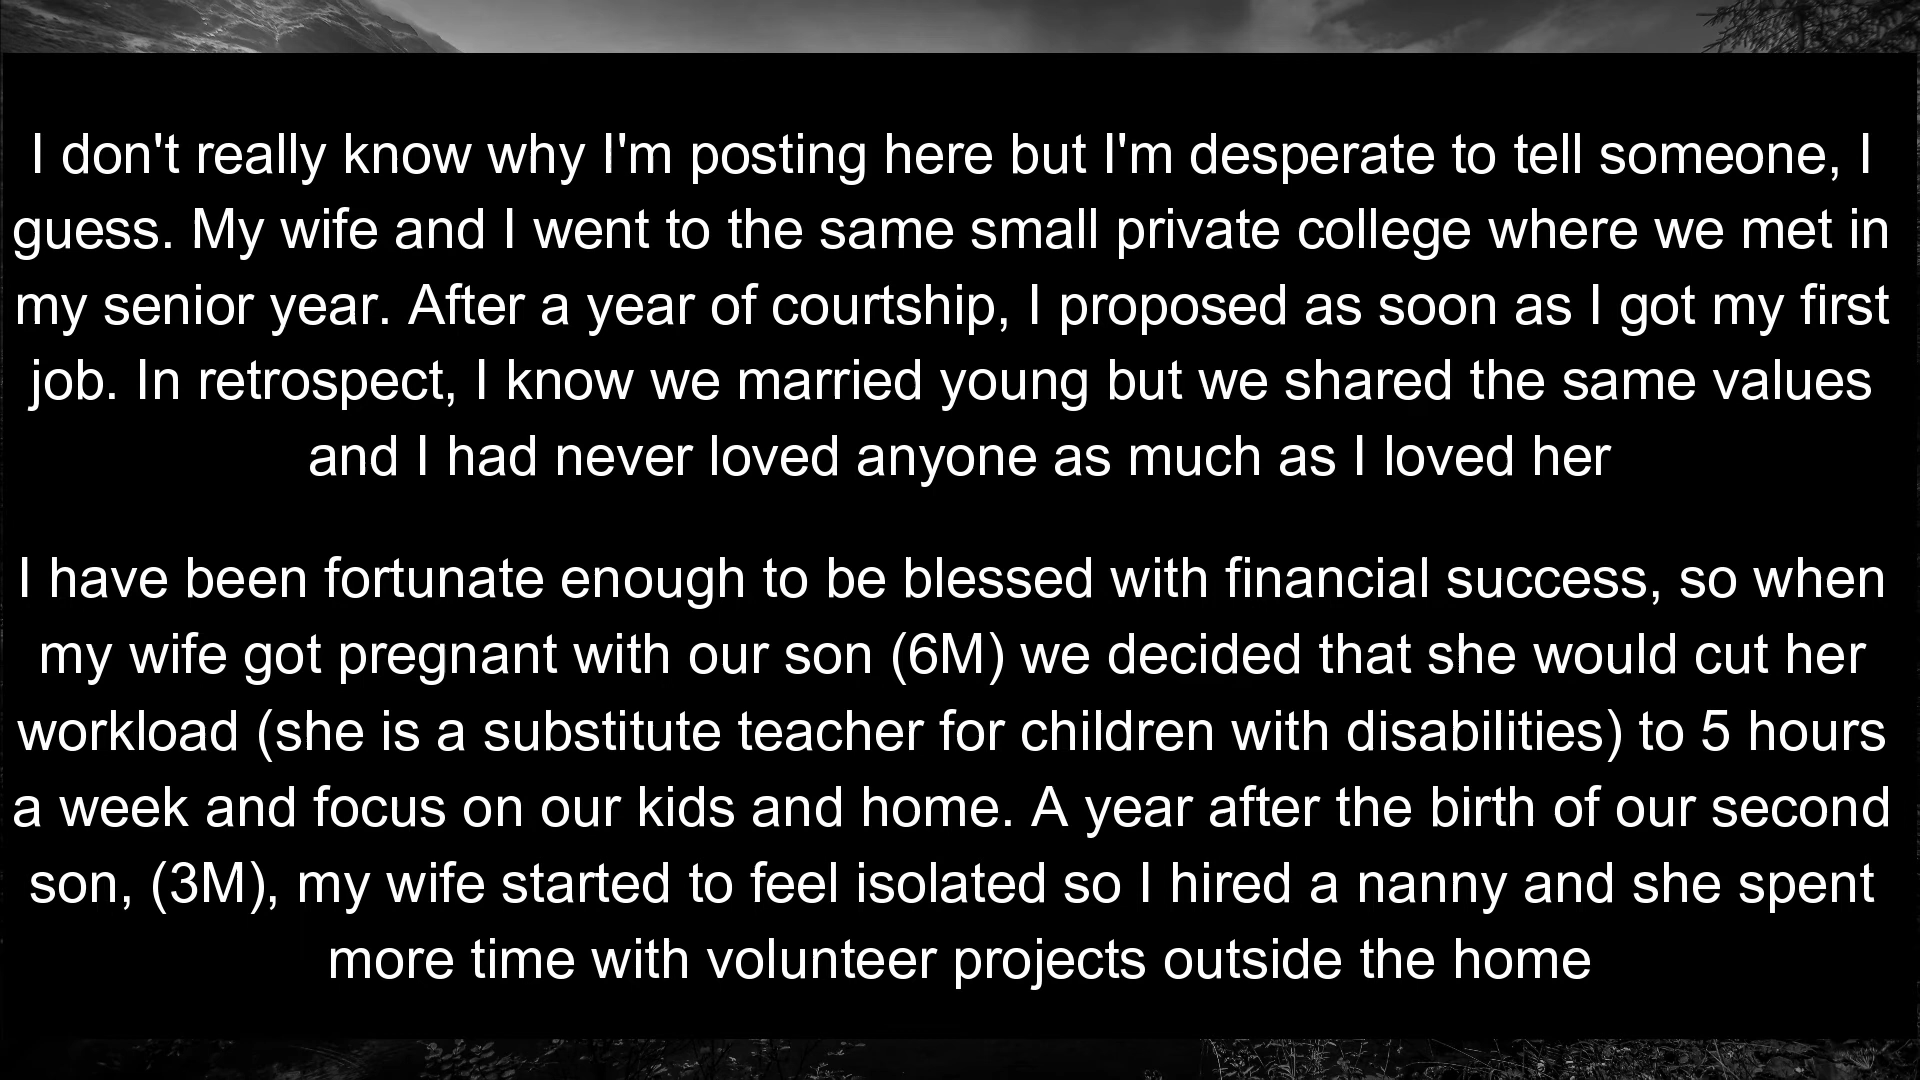 I don't really know why I'm posting here but I'm desperate to tell someone, I
guess. My wife and I went to the same small private college where we met in
my senior year. After a year of courtship, I proposed as soon as I got my first
job. In retrospect, I know we married young but we shared the same values
and I had never loved anyone as much as I loved her
I have been fortunate enough to be blessed with financial success, so when
my wife got pregnant with our son (6M) we decided that she would cut her
workload (she is a substitute teacher for children with disabilities) to 5 hours
a week and focus on our kids and home. A year after the birth of our second
son, (3M), my wife started to feel isolated so I hired a nanny and she spent
more time with volunteer projects outside the home